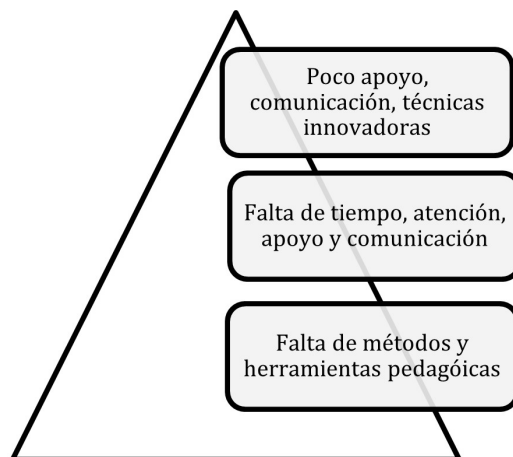 Poco apoyo,
comunicación, técnicas
innovadoras
Falta de tiempo, atención,
apoyo y comunicación
Falta de métodos y
herramientas pedagóicas